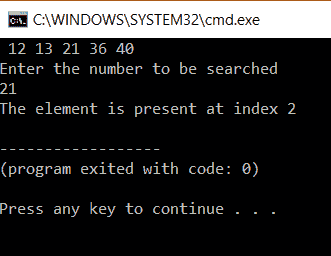 C:\WINDOWS\SYSTEM32\cmd.exe
12 13 21 36 40
Enter the number to be searched
21
The element is present at index 2
------------------
(program exited with code: 0)
Press any key to continue . . .